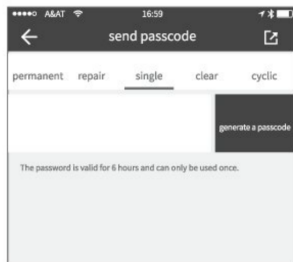 A&AT 16:59
send passcode
permanent repair single clear cyclic
generate a passcode
The password is valid for 6 hours and can only be used once.